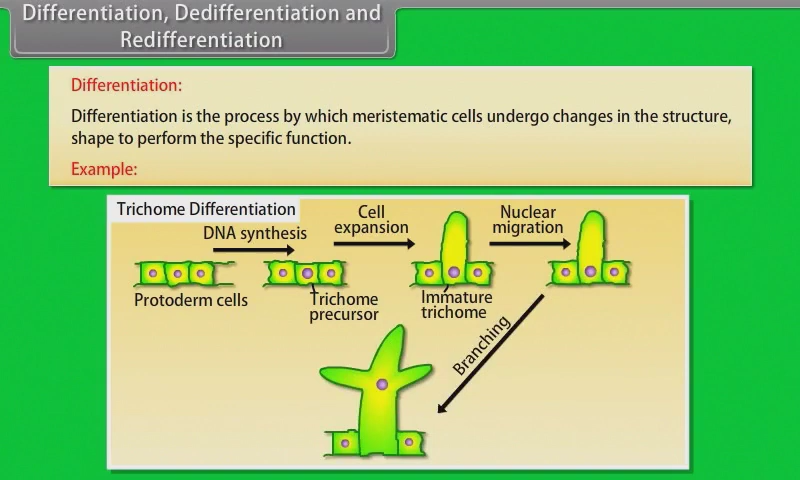 Differentiation, Dedifferentiation and
Redifferentiation
Differentiation:
Differentiation is the process by which meristematic cells undergo changes in the structure,
shape to perform the specific function.
Example:
Trichome Differentiation
DNA synthesis
Cell
expansion
Nuclear
migration
Protoderm cells
Trichome
precursor
Immature
trichome
Branching